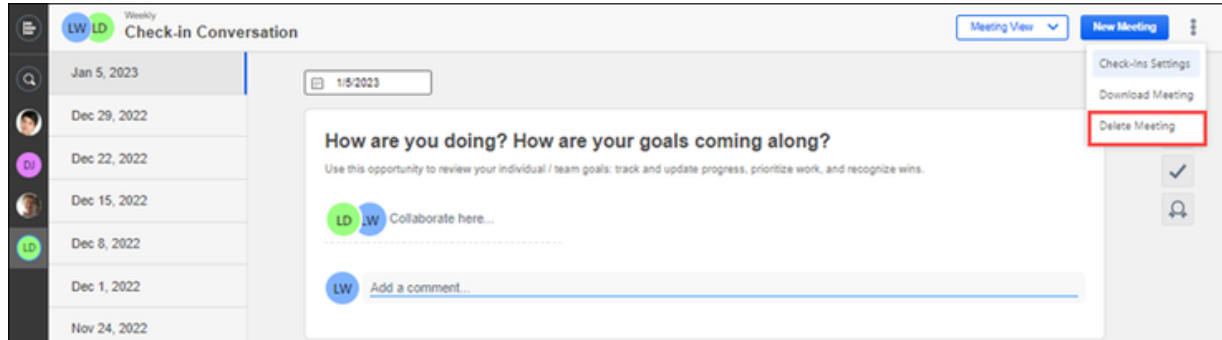 LW LD
Weekly
Check-in Conversation
Meeting View
New Meeting
Check-Ins Settings
Download Meeting
Delete Meeting
Jan 5, 2023
Dec 29, 2022
Dec 22, 2022
Dec 15, 2022
Dec 8, 2022
Dec 1, 2022
Nov 24, 2022
DJ
LD
1/5/2023
How are you doing? How are your goals coming along?
Use this opportunity to review your individual / team goals: track and update progress, prioritize work, and recognize wins.
LD LW Collaborate here...
LW Add a comment...